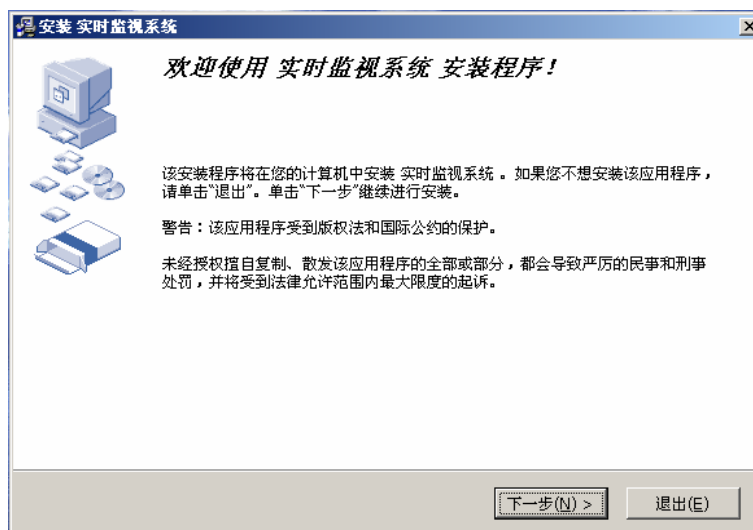 安装 实时监视系统
欢迎使用 实时监视系统 安装程序!
该安装程序将在您的计算机中安装 实时监视系统 。如果您不想安装该应用程序，
请单击“退出”。单击“下一步”继续进行安装。
警告：该应用程序受到版权法和国际公约的保护。
未经授权擅自复制、散发该应用程序的全部或部分，都会导致严厉的民事和刑事
处罚，并将受到法律允许范围内最大限度的起诉。
下一步(N) >
退出(E)